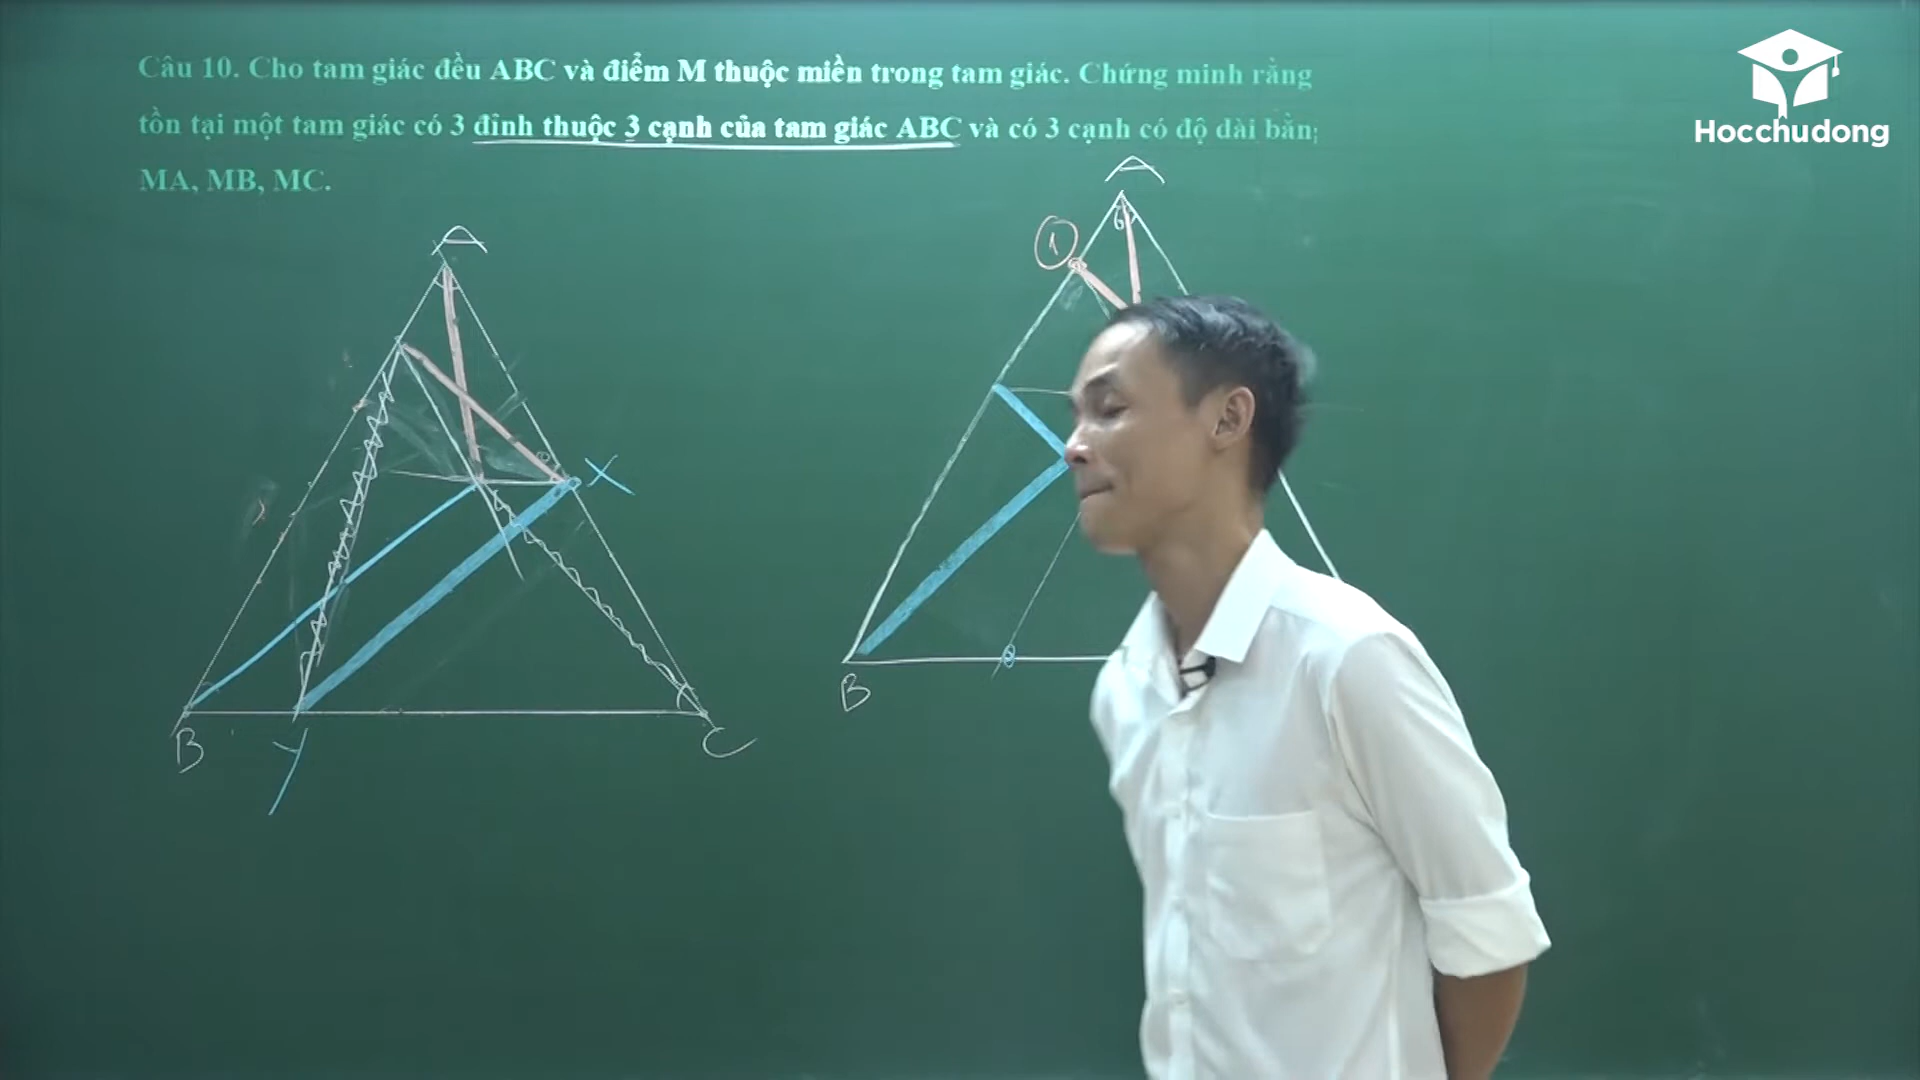 Câu 10. Cho tam giác đều ABC và điểm M thuộc miền trong tam giác. Chứng minh rằng
tồn tại một tam giác có 3 đỉnh thuộc 3 cạnh của tam giác ABC và có 3 cạnh có độ dài bằng
MA, MB, MC.
Hocchudong
A
A
1
X
B
C
B
y